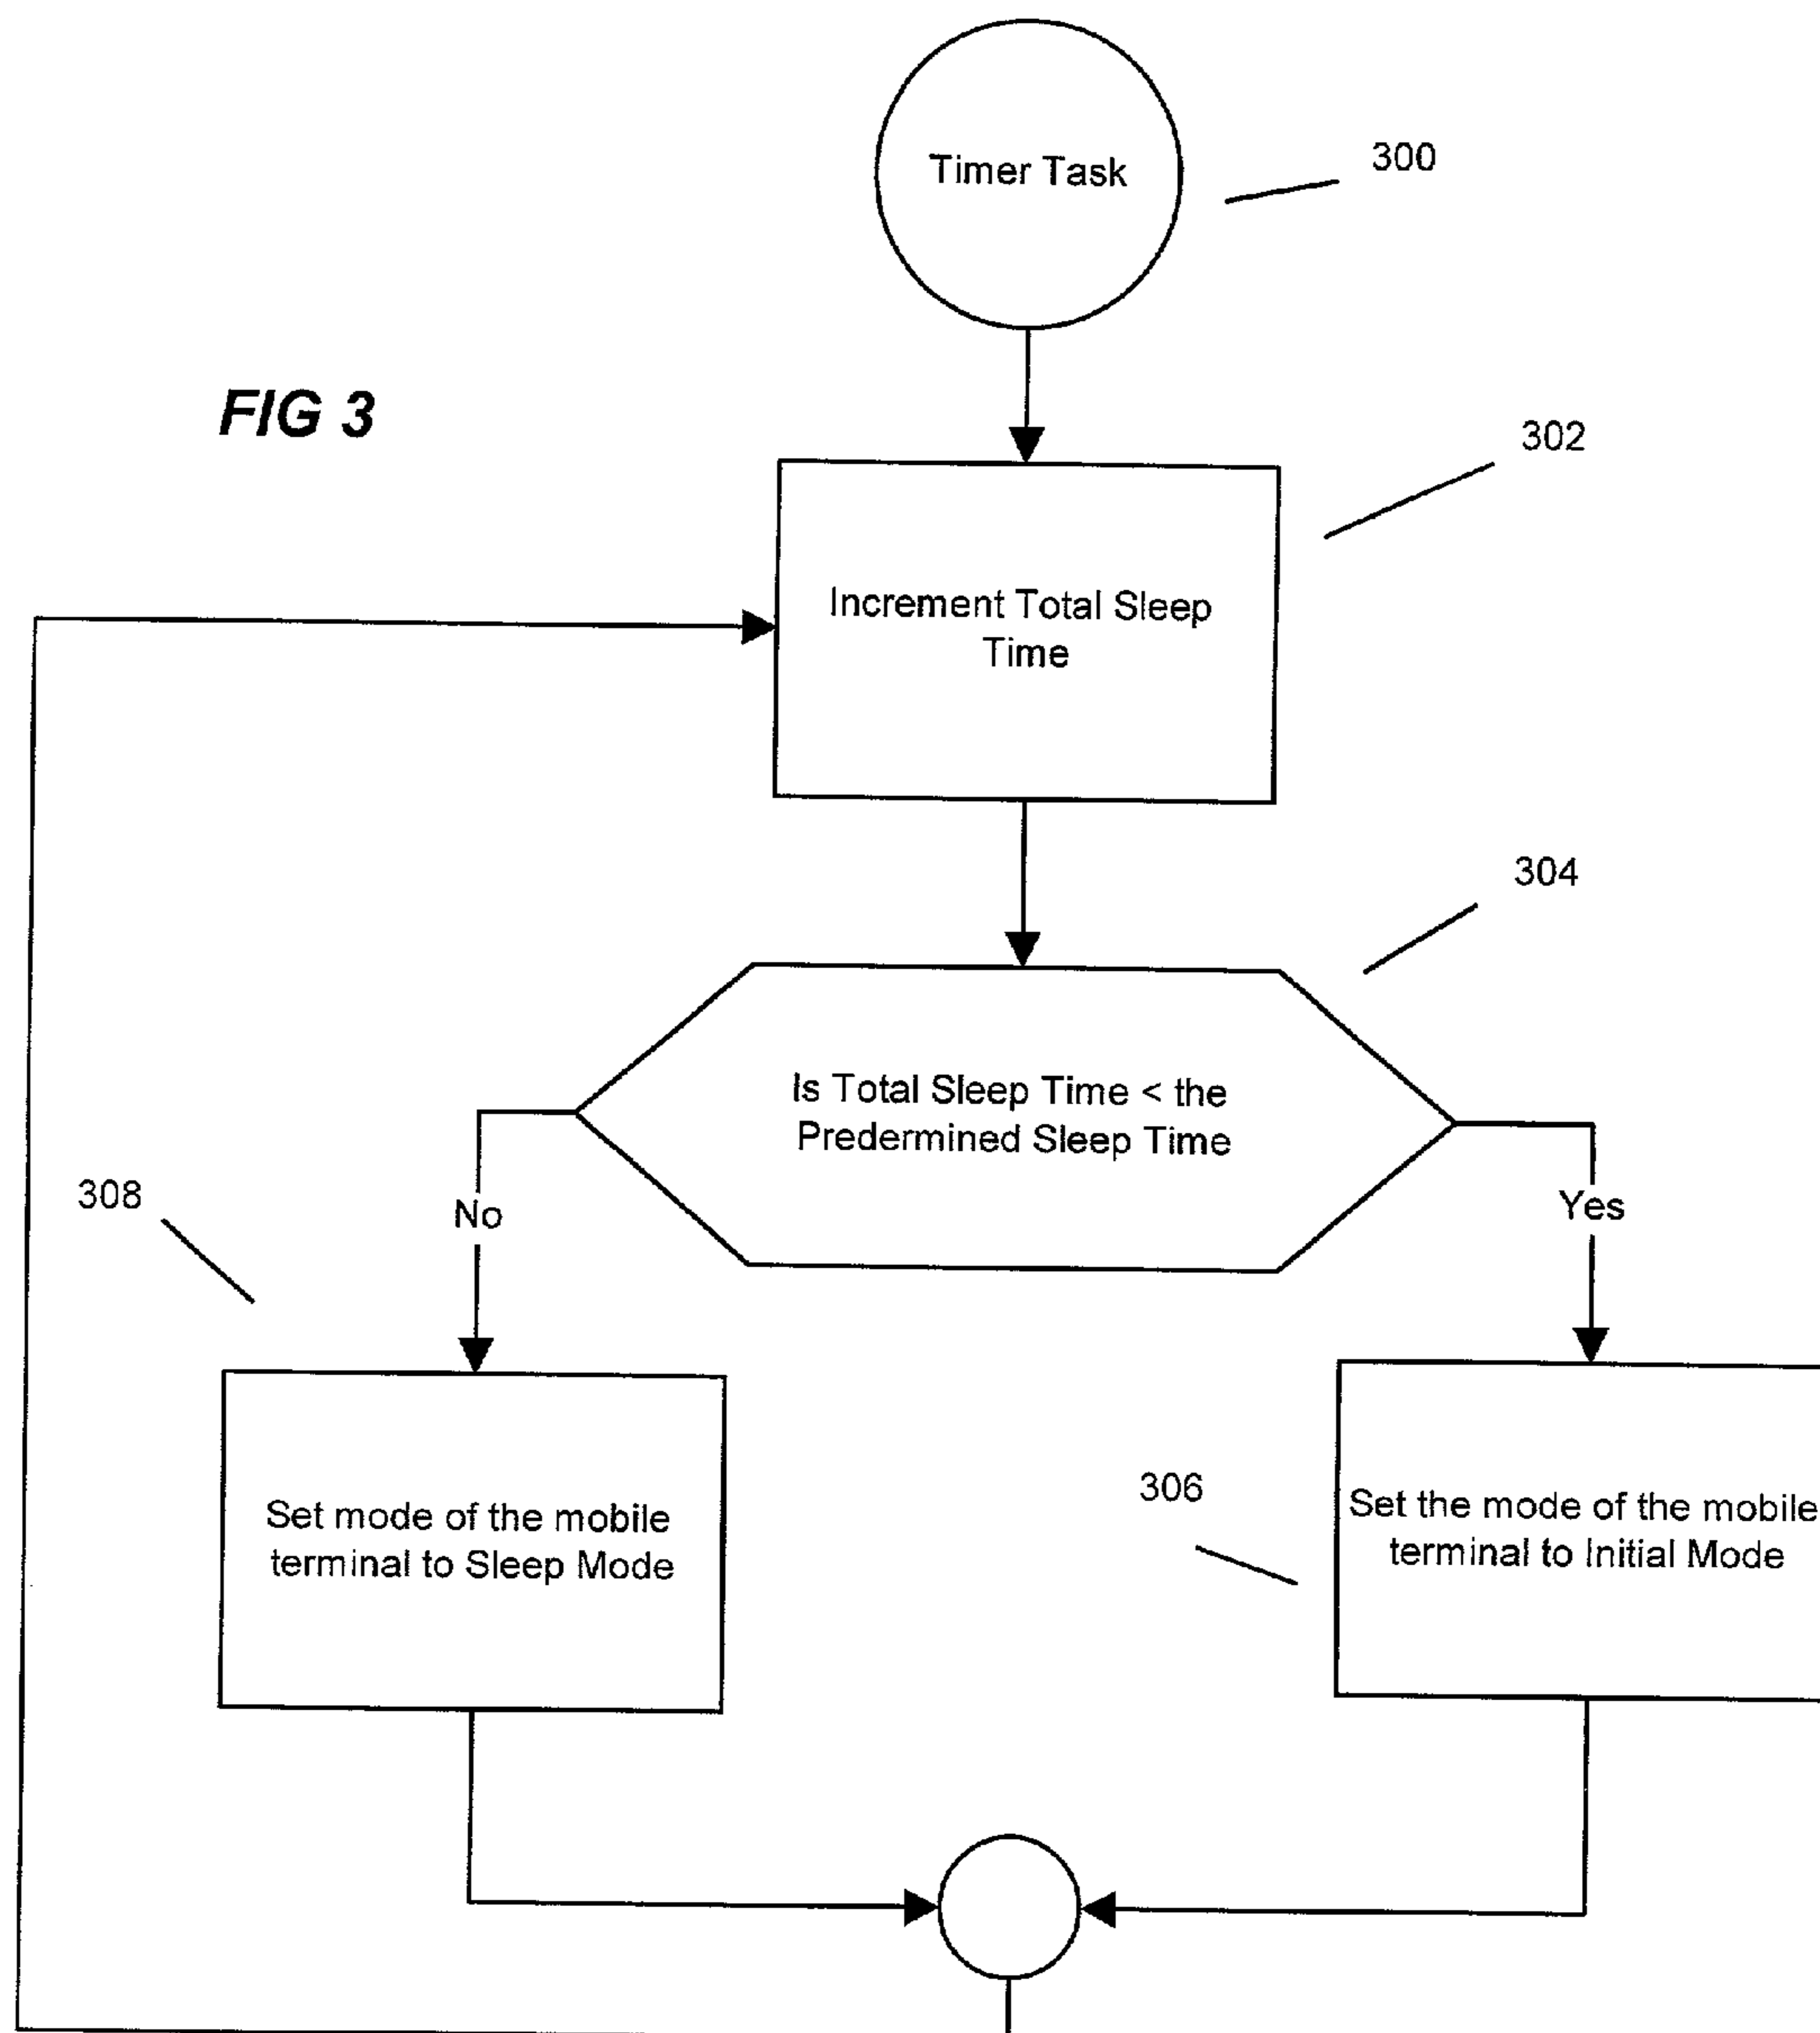 Timer Task
300
FIG 3
302
Increment Total Sleep
Time
304
Is Total Sleep Time < the
Predermined Sleep Time
308
No
Yes
306
Set mode of the mobile
terminal to Sleep Mode
Set the mode of the mobile
terminal to Initial Mode